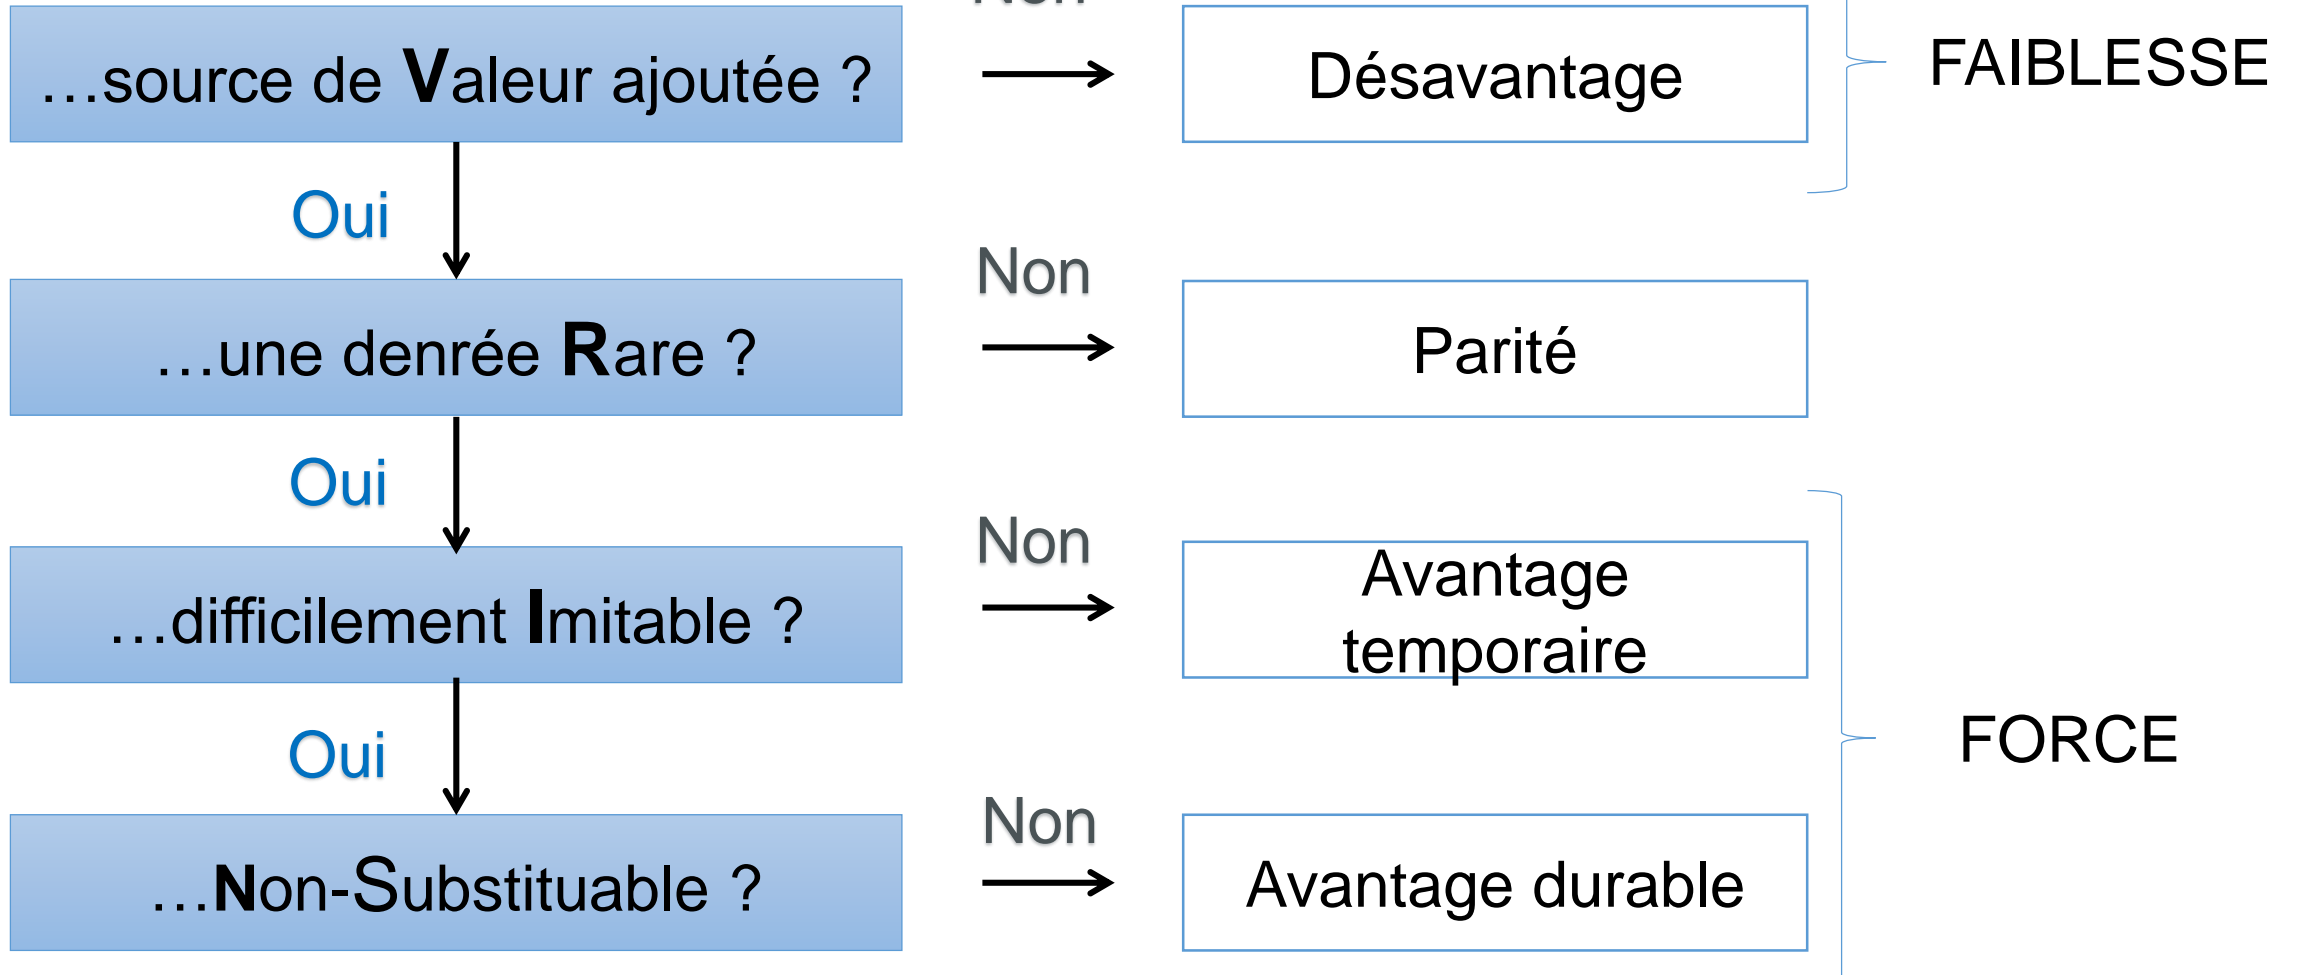 Non
…source de Valeur ajoutée ?
Désavantage
FAIBLESSE
Oui
Non
…une denrée Rare ?
Parité
Oui
Non
…difficilement Imitable ?
Avantage
temporaire
FORCE
Oui
Non
…Non-Substituable ?
Avantage durable